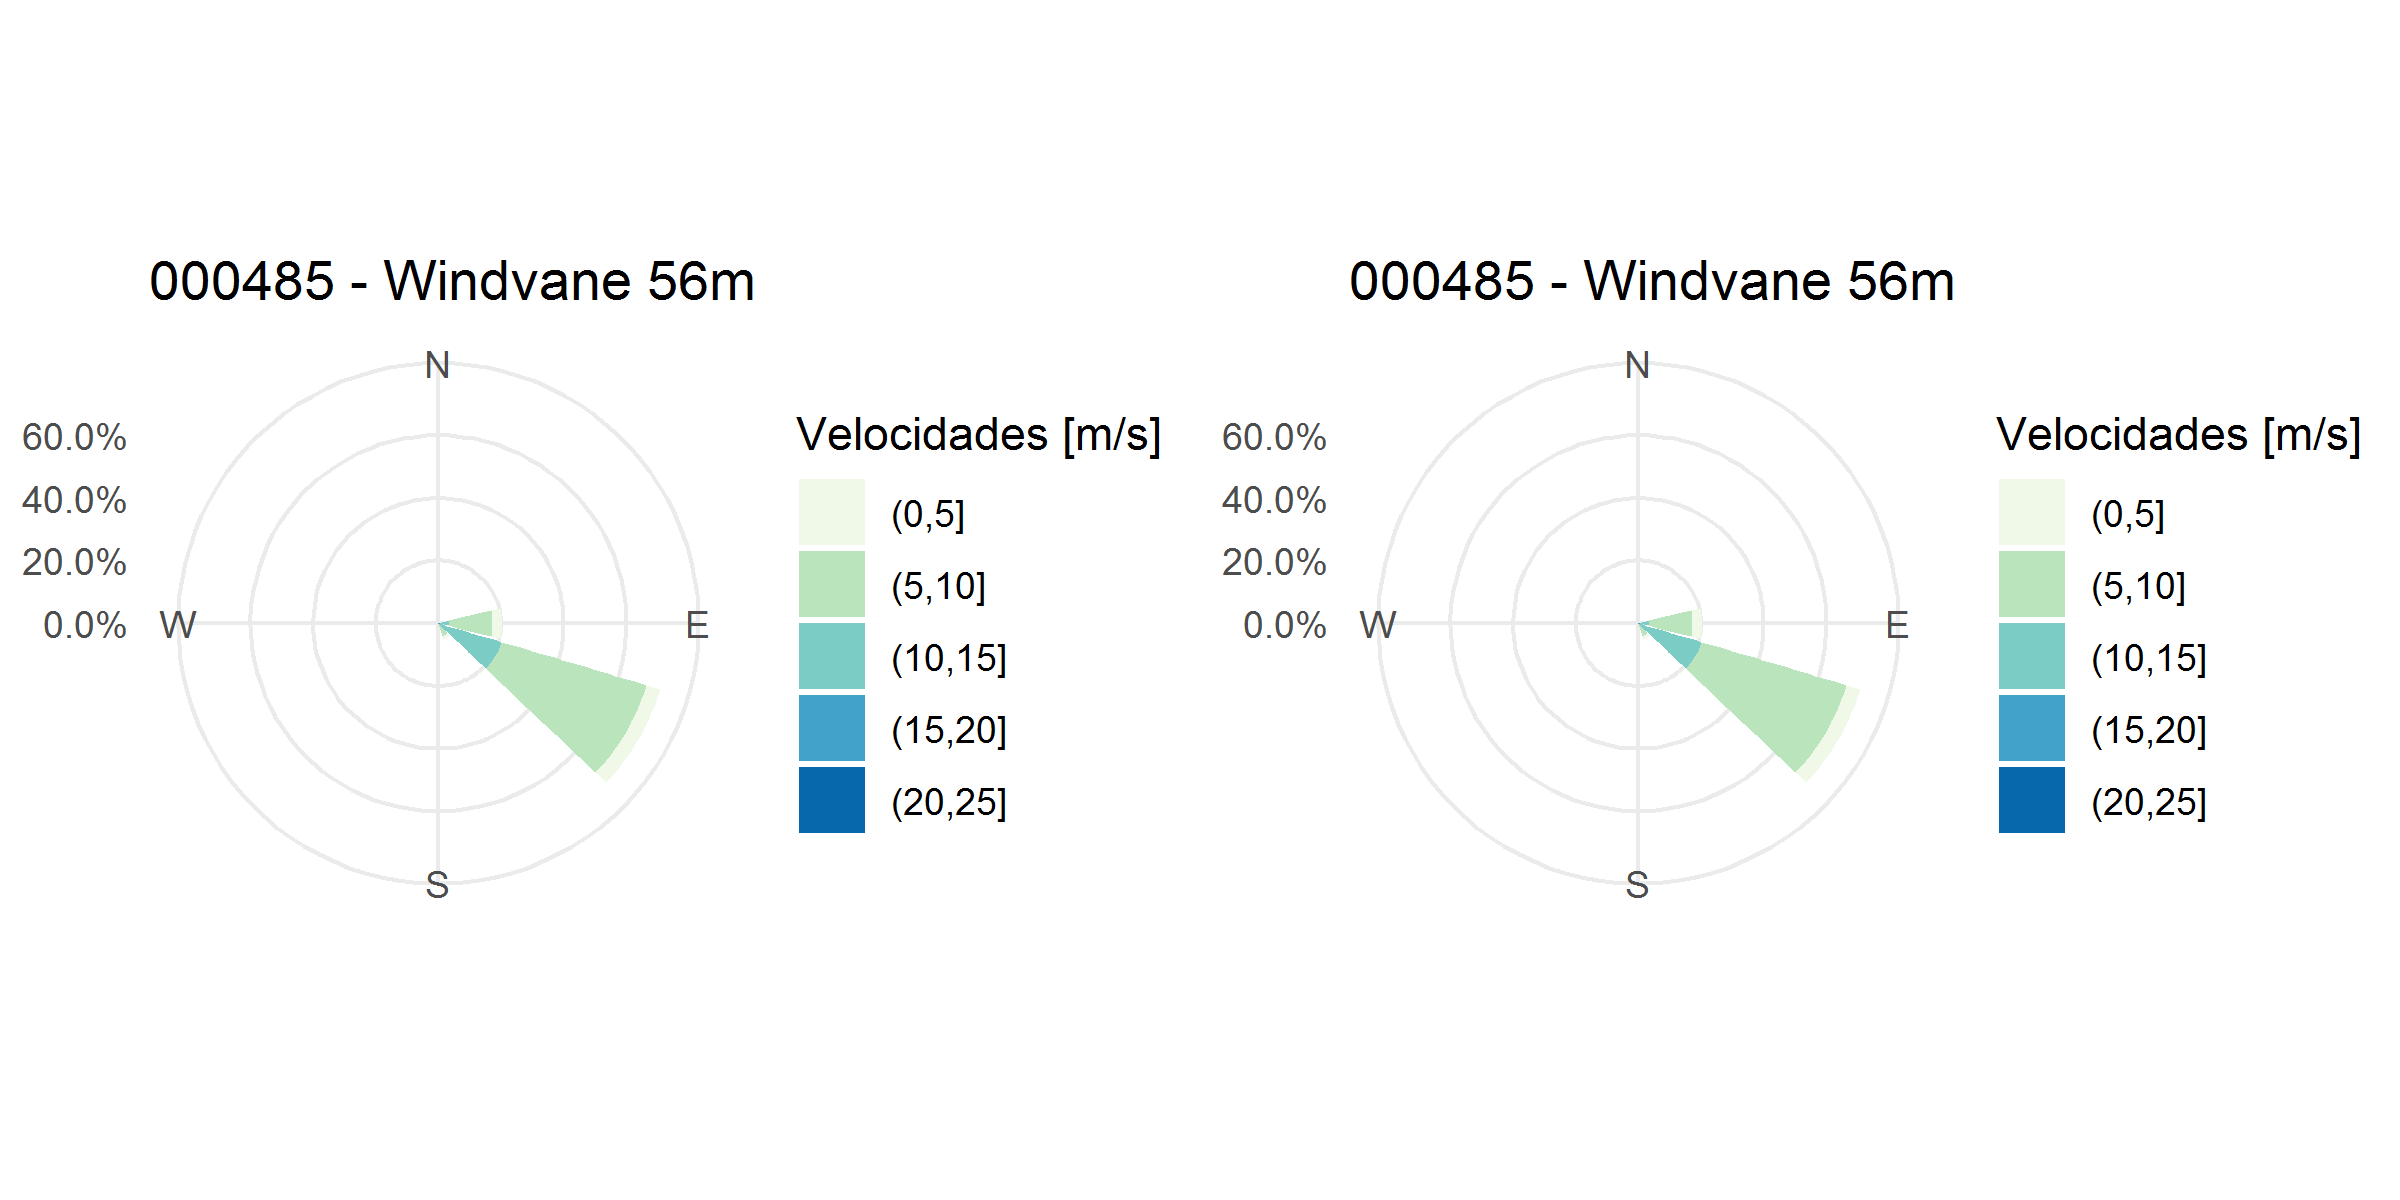 000485 - Windvane 56m
N
60.0%
40.0%
20.0%
0.0%
W
E
S
Velocidades [m/s]
(0,5]
(5,10]
(10,15]
(15,20]
(20,25]
000485 - Windvane 56m
N
60.0%
40.0%
20.0%
0.0%
W
E
S
Velocidades [m/s]
(0,5]
(5,10]
(10,15]
(15,20]
(20,25]